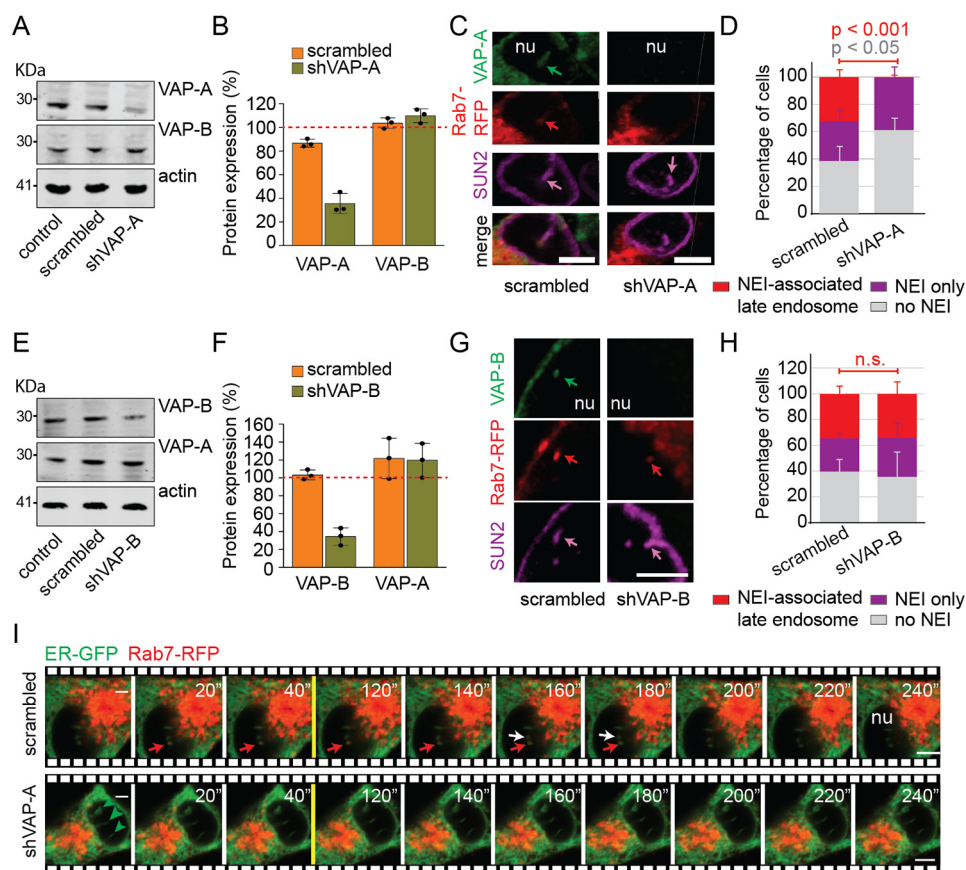 A
KDa
30
VAP-A
30
VAP-B
41
actin
control
scrambled
shVAP-A
B
scrambled
shVAP-A
Protein expression (%)
120
100
80
60
40
20
0
VAP-A VAP-B
C
VAP-A
nu nu
Rab7-
RFP
SUN2
merge
scrambled shVAP-A
D
p < 0.001
p < 0.05
Percentage of cells
100
80
60
40
20
0
scrambled
shVAP-A
NEI-associated
late endosome
NEI only
no NEI
E
KDa
30
VAP-B
30
VAP-A
41
actin
control
scrambled
shVAP-B
F
scrambled
shVAP-B
Protein expression (%)
160
140
120
100
80
60
40
20
0
VAP-B VAP-A
G
VAP-B
nu nu
Rab7-RFP
SUN2
scrambled shVAP-B
H
n.s.
Percentage of cells
120
100
80
60
40
20
0
scrambled
shVAP-B
NEI-associated
late endosome
NEI only
no NEI
I
ER-GFP Rab7-RFP
scrambled
20” 40” 120” 140” 160” 180” 200” 220” 240”
nu
shVAP-A
20” 40” 120” 140” 160” 180” 200” 220” 240”